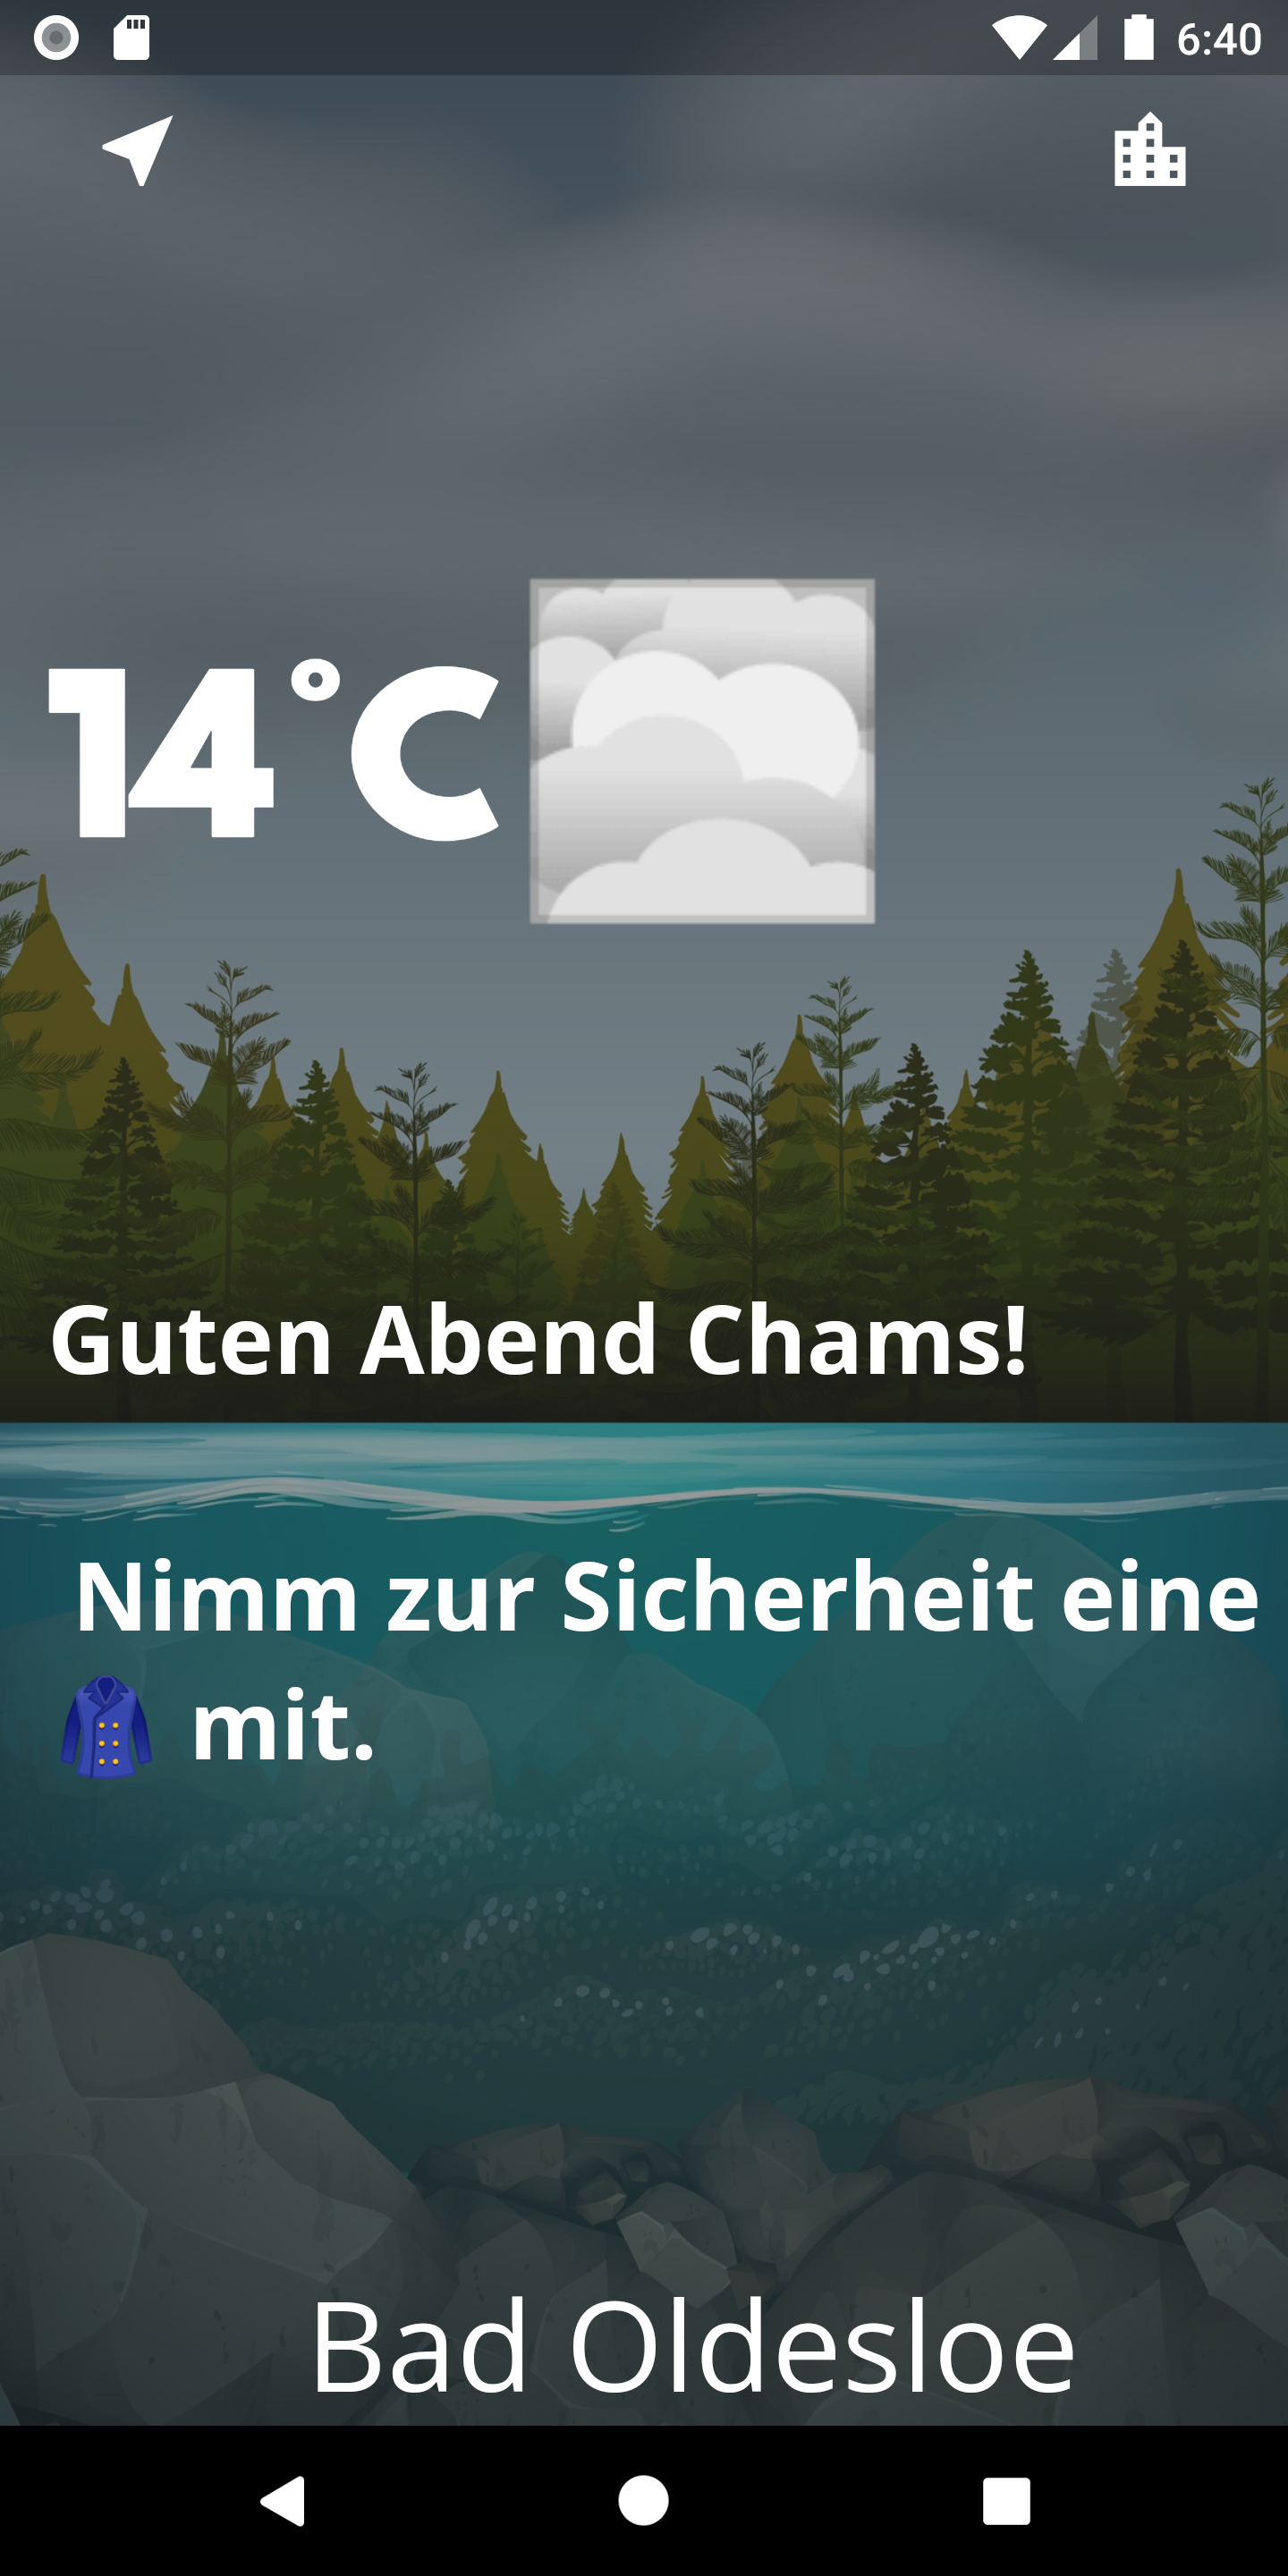 6:40
14°C
Guten Abend Chams!
Nimm zur Sicherheit eine
🧥 mit.
Bad Oldesloe